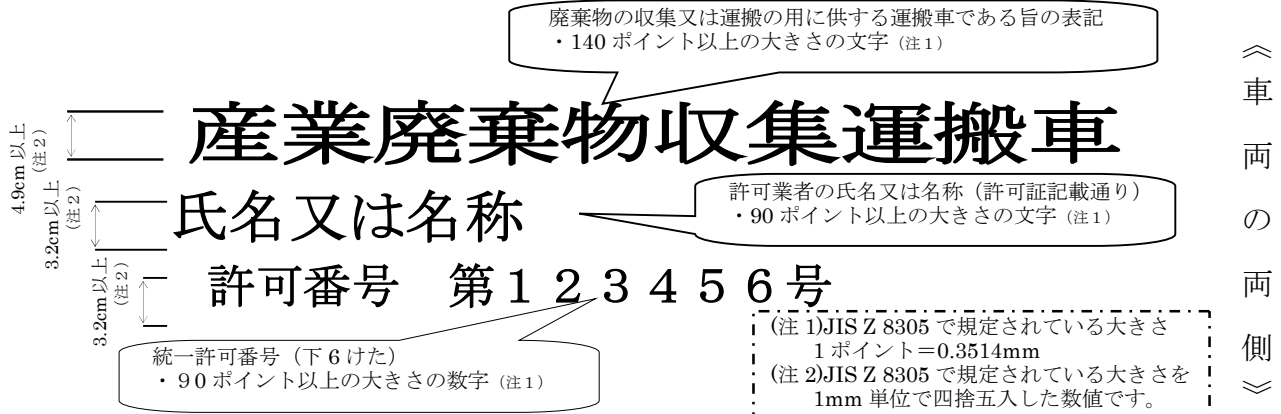 廃棄物の収集又は運搬の用に供する運搬車である旨の表記
・140 ポイント以上の大きさの文字（注１）
産業廃棄物収集運搬車
4.9cm 以上
（注２）
氏名又は名称
3.2cm 以上
（注２）
許可業者の氏名又は名称（許可証記載通り）
・90 ポイント以上の大きさの文字（注１）
許可番号　第１２３４５６号
3.2cm 以上
（注２）
統一許可番号（下６けた）
・９０ポイント以上の大きさの数字（注１）
(注 1)JIS Z 8305 で規定されている大きさ
1 ポイント＝0.3514mm
(注 2)JIS Z 8305 で規定されている大きさを
1mm 単位で四捨五入した数値です。
《車両の両側》